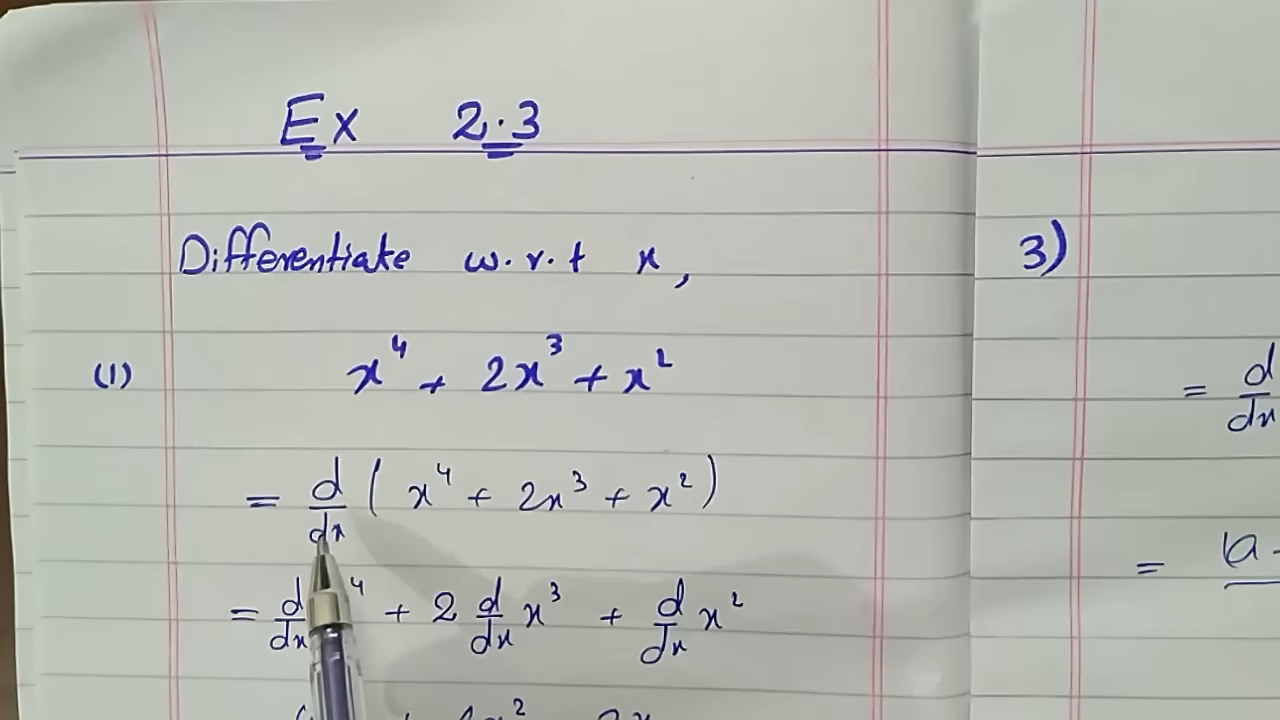 Ex 2.3
Differentiate w.r.t x,
(1) x⁴ + 2x³ + x²
= d/dx ( x⁴ + 2x³ + x² )
= d/dx ⁴ + 2 d/dx x³ + d/dx x²
3)
= d/dx
= (a -